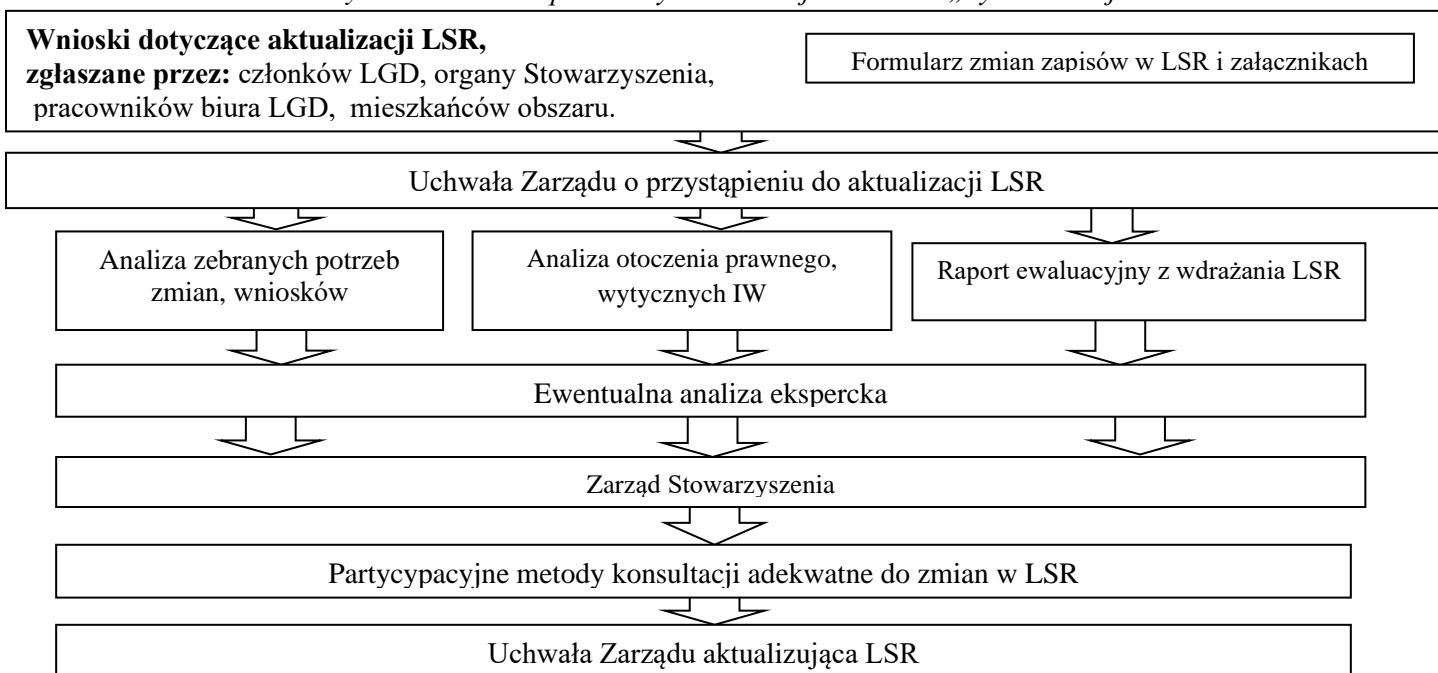 Wnioski dotyczące aktualizacji LSR,
zgłaszane przez: członków LGD, organy Stowarzyszenia,
pracowników biura LGD, mieszkańców obszaru.
Formularz zmian zapisów w LSR i załącznikach
Uchwała Zarządu o przystąpieniu do aktualizacji LSR
Analiza zebranych potrzeb
zmian, wniosków
Analiza otoczenia prawnego,
wytycznych IW
Raport ewaluacyjny z wdrażania LSR
Ewentualna analiza ekspercka
Zarząd Stowarzyszenia
Partycypacyjne metody konsultacji adekwatne do zmian w LSR
Uchwała Zarządu aktualizująca LSR